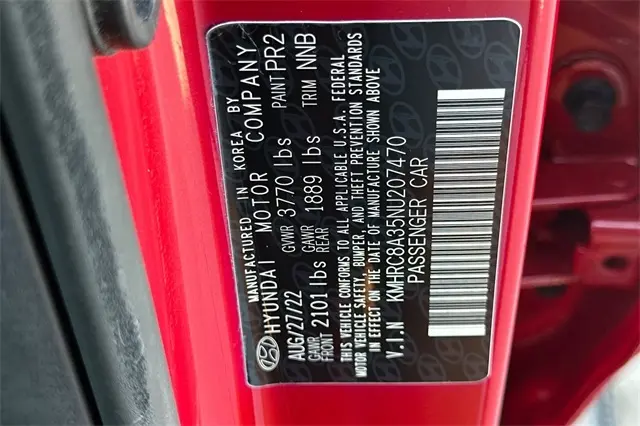 MANUFACTURED IN KOREA BY
HYUNDAI MOTOR COMPANY
AUG/27/22 GVWR 3770 lbs PAINT PR2
GAWR FRONT 2101lbs GAWR REAR 1889 lbs TRIM NNB
THIS VEHICLE CONFORMS TO ALL APPLICABLE U.S.A. FEDERAL
MOTOR VEHICLE SAFETY, BUMPER, AND THEFT PREVENTION STANDARDS
IN EFFECT ON THE DATE OF MANUFACTURE SHOWN ABOVE
V.I.N KMHRC8A35NU207470
PASSENGER CAR